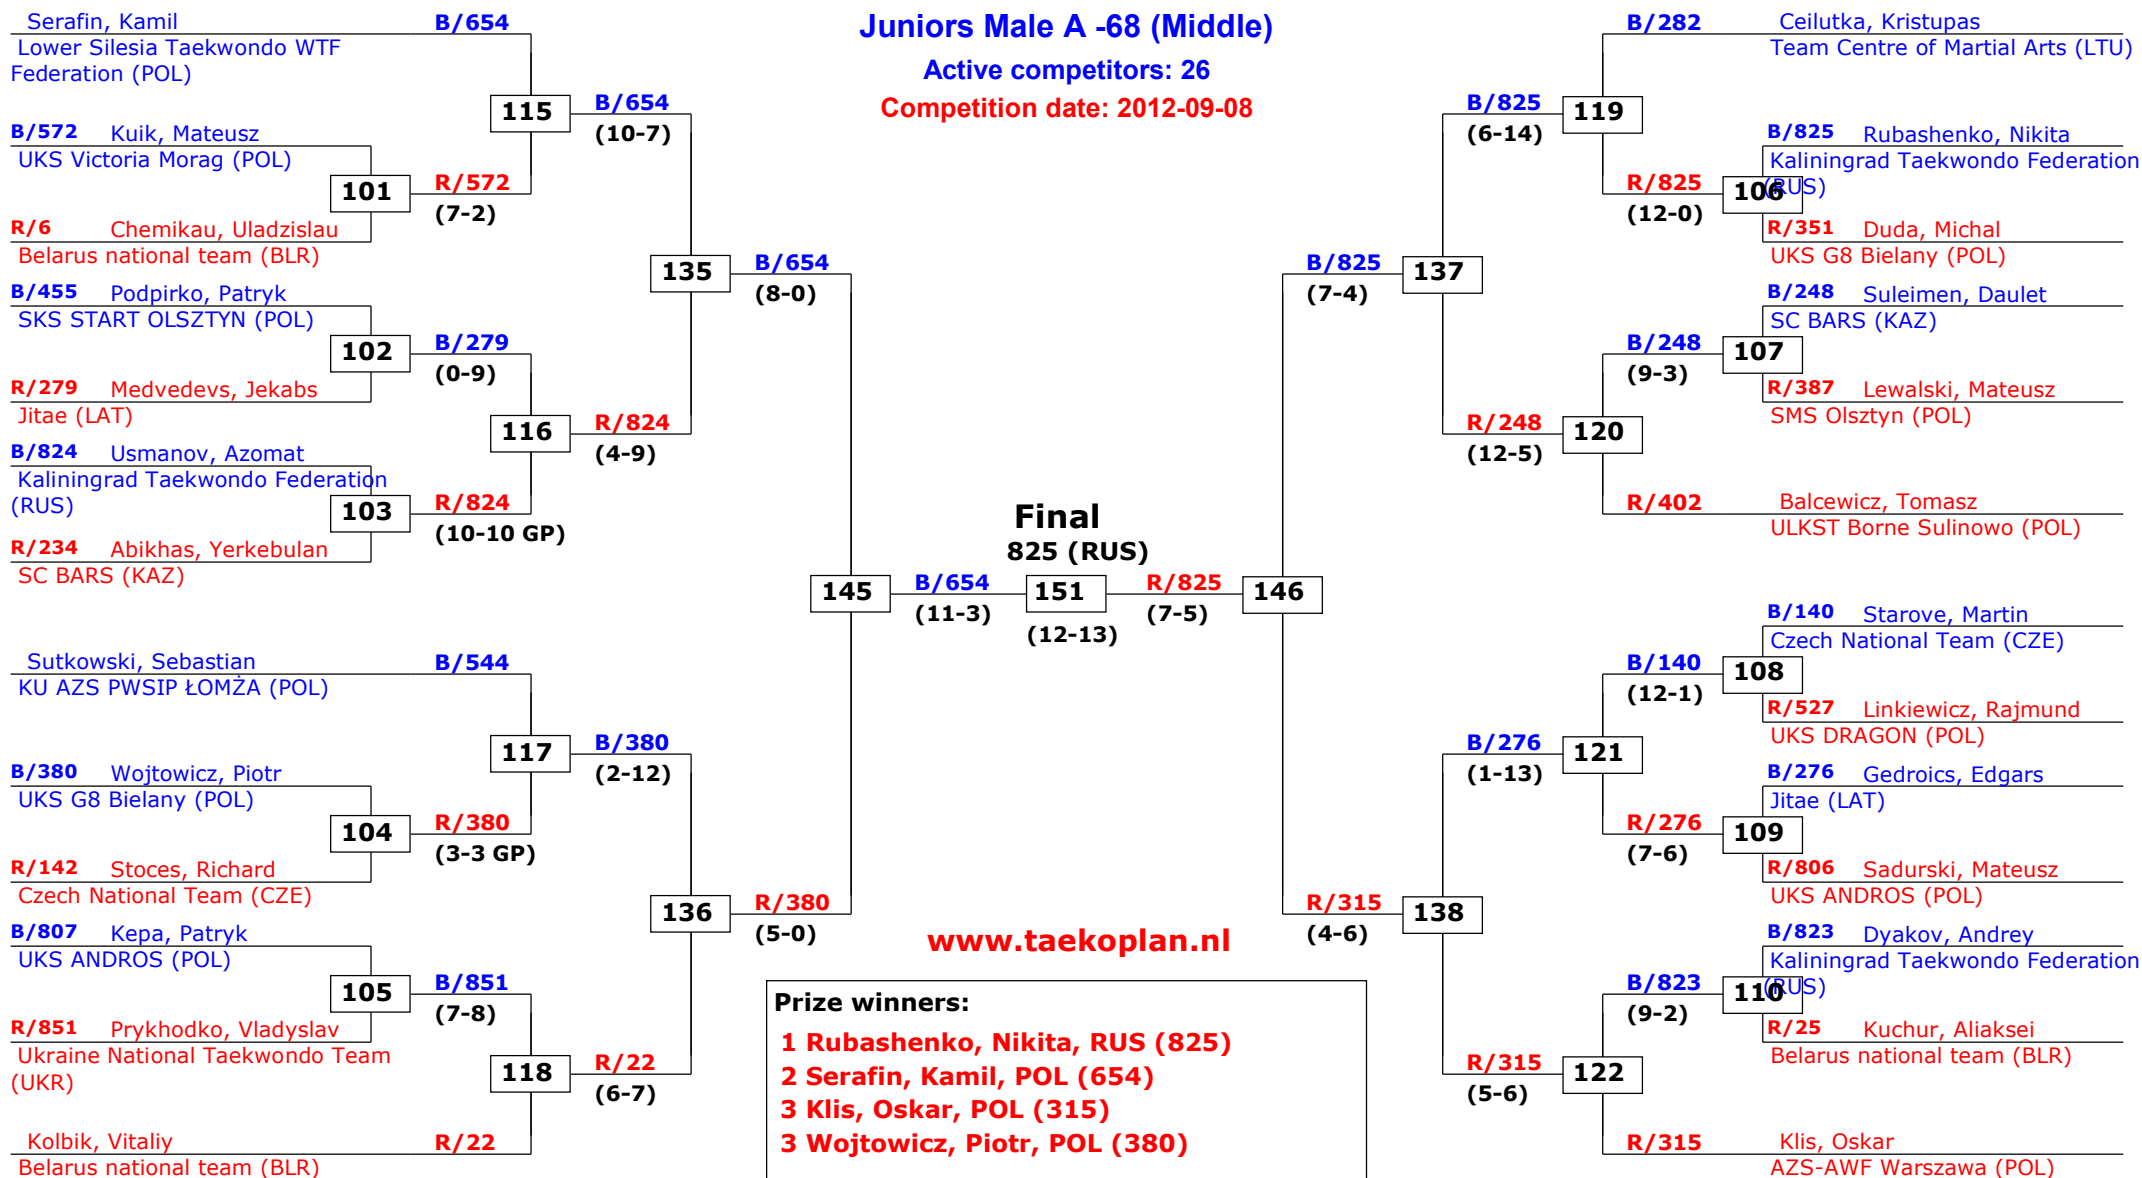 Juniors Male A -68 (Middle)
Active competitors: 26
Competition date: 2012-09-08
Serafin, Kamil
B/654
Lower Silesia Taekwondo WTF
Federation (POL)
115
B/654
(10-7)
B/572 Kuik, Mateusz
UKS Victoria Morag (POL)
101
R/572
(7-2)
R/6 Chemikau, Uladzislau
Belarus national team (BLR)
135
B/654
(8-0)
B/455 Podpirko, Patryk
SKS START OLSZTYN (POL)
102
B/279
(0-9)
R/279 Medvedevs, Jekabs
Jitae (LAT)
116
R/824
(4-9)
B/824 Usmanov, Azomat
Kaliningrad Taekwondo Federation
(RUS)
103
R/824
(10-10 GP)
R/234 Abikhas, Yerkebulan
SC BARS (KAZ)
145
B/654
(11-3)
Sutkowski, Sebastian
B/544
KU AZS PWSIP ŁOMŻA (POL)
117
B/380
(2-12)
B/380 Wojtowicz, Piotr
UKS G8 Bielany (POL)
104
R/380
(3-3 GP)
R/142 Stoces, Richard
Czech National Team (CZE)
136
R/380
(5-0)
B/807 Kepa, Patryk
UKS ANDROS (POL)
105
B/851
(7-8)
R/851 Prykhodko, Vladyslav
Ukraine National Taekwondo Team
(UKR)
118
R/22
(6-7)
Kolbik, Vitaliy
R/22
Belarus national team (BLR)
Final
825 (RUS)
151
(12-13)
R/825
(7-5)
146
B/282
Ceilutka, Kristupas
Team Centre of Martial Arts (LTU)
B/825
(6-14)
119
B/825 Rubashenko, Nikita
Kaliningrad Taekwondo Federation
(RUS)
R/825
(12-0)
106
R/351 Duda, Michal
UKS G8 Bielany (POL)
B/825
(7-4)
137
B/248 Suleimen, Daulet
SC BARS (KAZ)
B/248
(9-3)
107
R/387 Lewalski, Mateusz
SMS Olsztyn (POL)
R/248
(12-5)
120
R/402
Balcewicz, Tomasz
ULKST Borne Sulinowo (POL)
B/140 Starove, Martin
Czech National Team (CZE)
B/140
(12-1)
108
R/527 Linkiewicz, Rajmund
UKS DRAGON (POL)
B/276
(1-13)
121
B/276 Gedroics, Edgars
Jitae (LAT)
R/276
(7-6)
109
R/806 Sadurski, Mateusz
UKS ANDROS (POL)
R/315
(4-6)
138
B/823 Dyakov, Andrey
Kaliningrad Taekwondo Federation
(RUS)
B/823
(9-2)
110
R/25 Kuchur, Aliaksei
Belarus national team (BLR)
R/315
(5-6)
122
R/315
Klis, Oskar
AZS-AWF Warszawa (POL)
www.taekoplan.nl
Prize winners:
1 Rubashenko, Nikita, RUS (825)
2 Serafin, Kamil, POL (654)
3 Klis, Oskar, POL (315)
3 Wojtowicz, Piotr, POL (380)